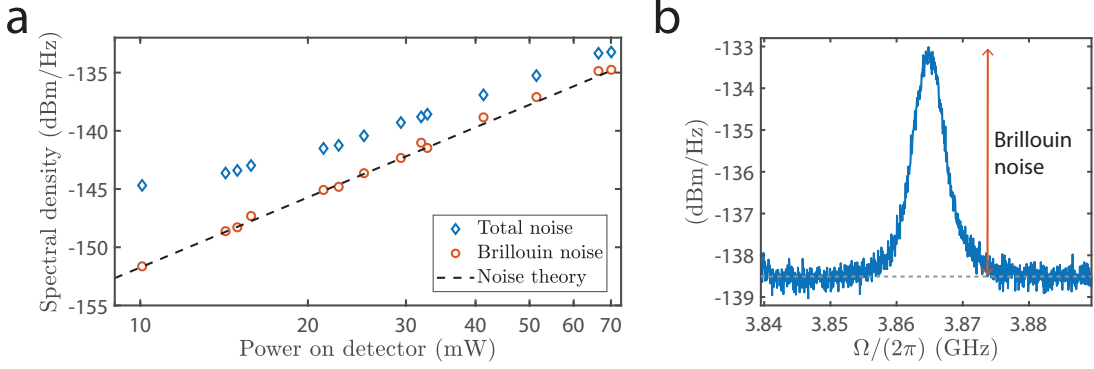 a
Spectral density (dBm/Hz)
-135
-140
-145
-150
-155
10
20
30
40
50
60
70
Power on detector (mW)
Total noise
Brillouin noise
Noise theory
b
(dBm/Hz)
-133
-134
-135
-136
-137
-138
-139
3.84
3.85
3.86
3.87
3.88
Ω/(2π) (GHz)
Brillouin
noise